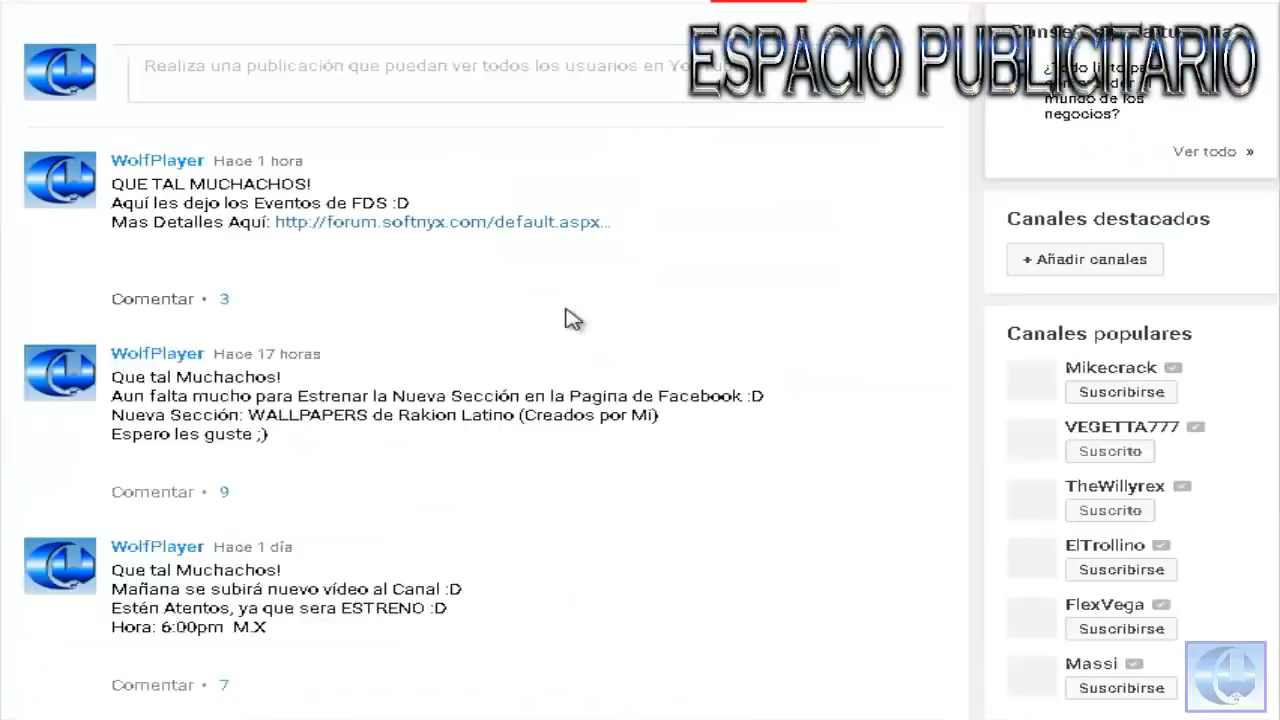 ESPACIO PUBLICITARIO
Realiza una publicación que puedan ver todos los usuarios en
mundo de los
negocios?
Ver todo »
WolfPlayer Hace 1 hora
QUE TAL MUCHACHOS!
Aquí les dejo los Eventos de FDS :D
Mas Detalles Aquí: http://forum.softnyx.com/default.aspx...
Comentar • 3
WolfPlayer Hace 17 horas
Que tal Muchachos!
Aun falta mucho para Estrenar la Nueva Sección en la Pagina de Facebook :D
Nueva Sección: WALLPAPERS de Rakion Latino (Creados por Mi)
Espero les guste ;)
Comentar • 9
WolfPlayer Hace 1 día
Que tal Muchachos!
Mañana se subirá nuevo vídeo al Canal :D
Estén Atentos, ya que sera ESTRENO :D
Hora: 6:00pm M.X
Comentar • 7
Canales destacados
+ Añadir canales
Canales populares
Mikecrack
Suscribirse
VEGETTA777
Suscrito
TheWillyrex
Suscrito
ElTrollino
Suscribirse
FlexVega
Suscribirse
Massi
Suscribirse